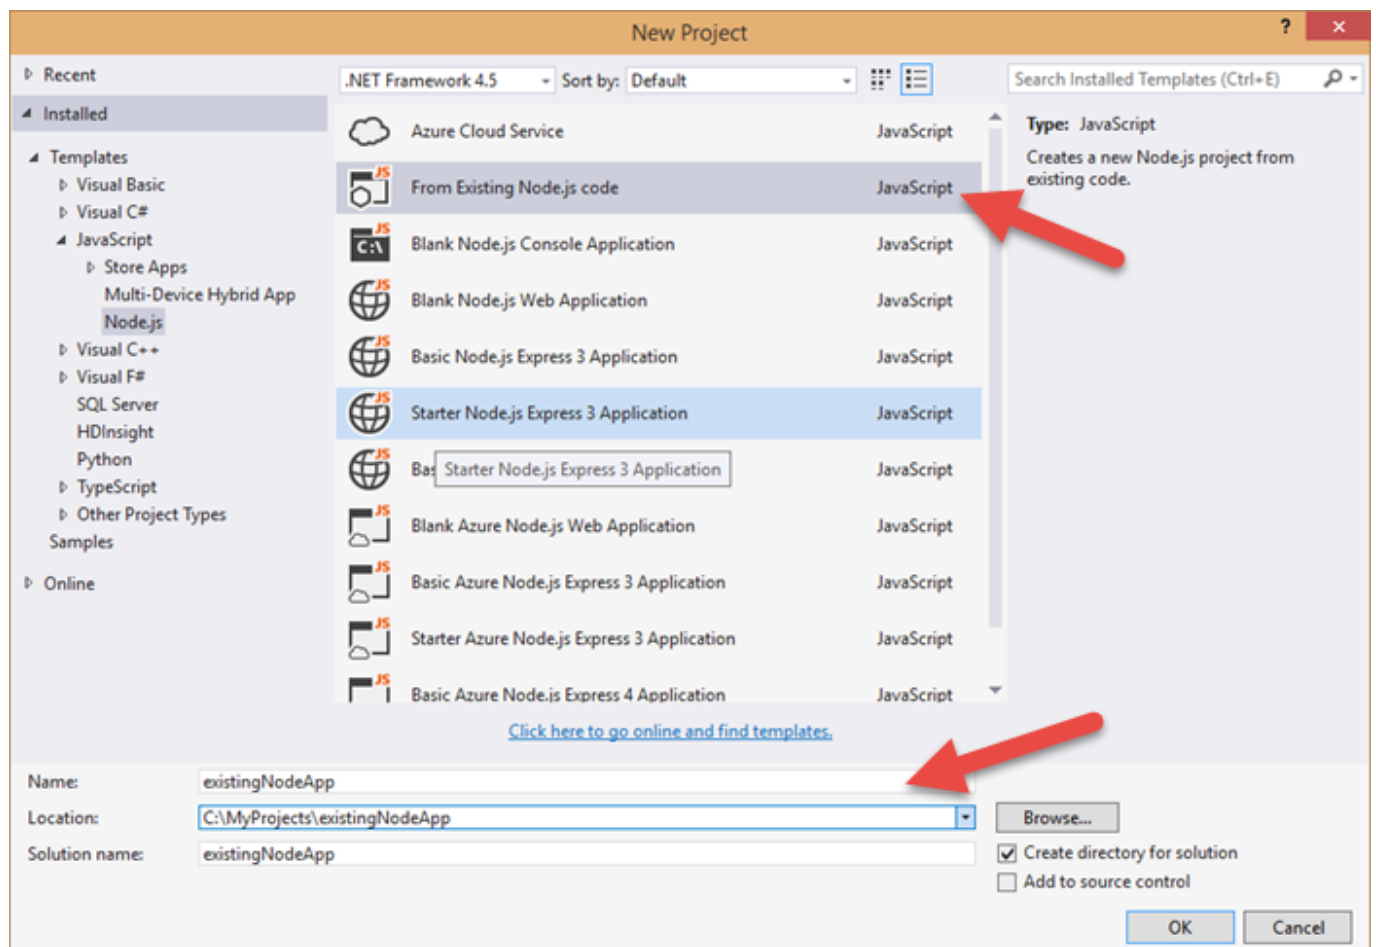 New Project
?
Recent
Installed
Templates
Visual Basic
Visual C#
JavaScript
Store Apps
Multi-Device Hybrid App
Node.js
Visual C++
Visual F#
SQL Server
HDInsight
Python
TypeScript
Other Project Types
Samples
Online
.NET Framework 4.5 Sort by: Default
Azure Cloud Service JavaScript
From Existing Node.js code JavaScript
Blank Node.js Console Application JavaScript
Blank Node.js Web Application JavaScript
Basic Node.js Express 3 Application JavaScript
Starter Node.js Express 3 Application JavaScript
Bas Starter Node.js Express 3 Application JavaScript
Blank Azure Node.js Web Application JavaScript
Basic Azure Node.js Express 3 Application JavaScript
Starter Azure Node.js Express 3 Application JavaScript
Basic Azure Node.js Express 4 Application JavaScript
Click here to go online and find templates.
Search Installed Templates (Ctrl+E)
Type: JavaScript
Creates a new Node.js project from
existing code.
Name: existingNodeApp
Location: C:\MyProjects\existingNodeApp Browse...
Solution name: existingNodeApp
Create directory for solution
Add to source control
OK Cancel